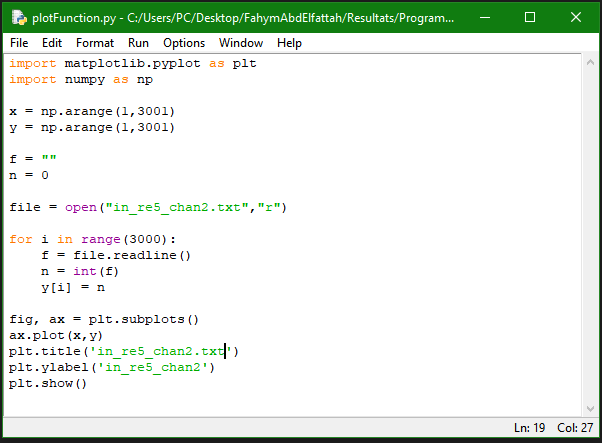 plotFunction.py - C:/Users/PC/Desktop/FahymAbdElfattah/Resultats/Program...
File Edit Format Run Options Window Help
import matplotlib.pyplot as plt
import numpy as np
x = np.arange(1,3001)
y = np.arange(1,3001)
f = ""
n = 0
file = open("in_re5_chan2.txt","r")
for i in range(3000):
    f = file.readline()
    n = int(f)
    y[i] = n
fig, ax = plt.subplots()
ax.plot(x,y)
plt.title('in_re5_chan2.txt')
plt.ylabel('in_re5_chan2')
plt.show()
Ln: 19 Col: 27